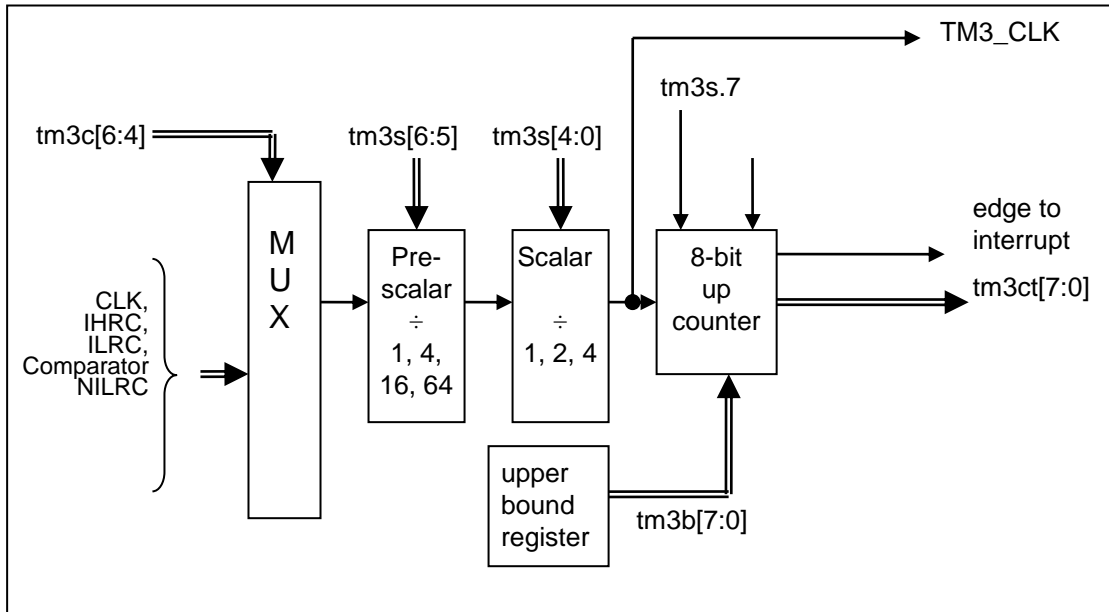 TM3_CLK
tm3s.7
tm3c[6:4]
tm3s[6:5]
tm3s[4:0]
M
U
X
Pre-
scalar
÷
1, 4,
16, 64
Scalar
÷
1, 2, 4
8-bit
up
counter
edge to
interrupt
tm3ct[7:0]
CLK,
IHRC,
ILRC,
Comparator
NILRC
upper
bound
register
tm3b[7:0]